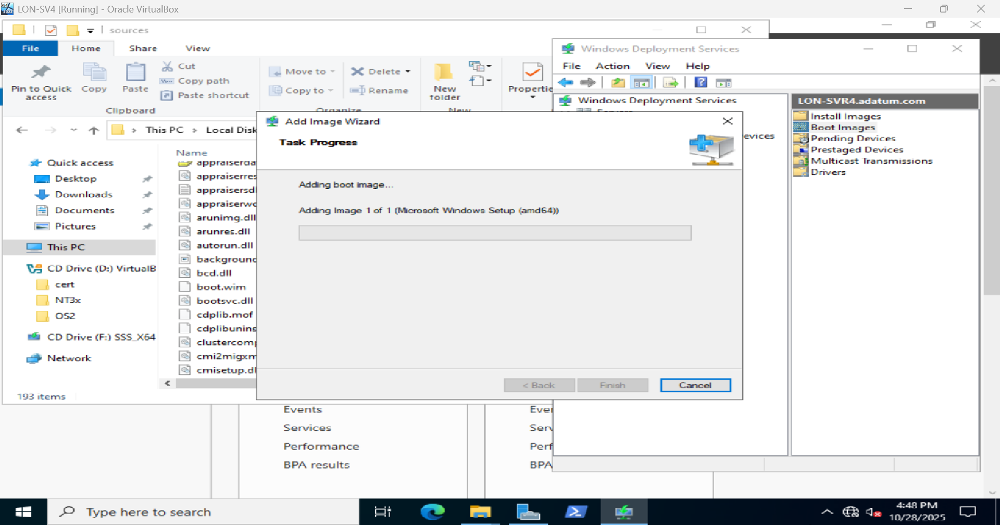 LON-SV4 [Running] - Oracle VirtualBox
sources
File Home Share View
Pin to Quick access
Copy
Paste
Cut
Copy path
Paste shortcut
Clipboard
Move to
Copy to
Delete
Rename
Organize
New folder
New
Properties
This PC > Local Disk
Name
Quick access
Desktop
Downloads
Documents
Pictures
This PC
CD Drive (D:) VirtualB
cert
NT3x
OS2
CD Drive (F:) SSS_X64
Network
appraiserda
appraiserres
appraisersdl
appraiserwc
arunimg.dll
arunres.dll
autorun.dll
background
bcd.dll
boot.wim
bootsvc.dll
cdplib.mof
cdplibunins
clustercomp
cmi2migxm
cmisetup.dl
193 items
Windows Deployment Services
File Action View Help
Windows Deployment Services
Servers
evices
LON-SVR4.adatum.com
Install Images
Boot Images
Pending Devices
Prestaged Devices
Multicast Transmissions
Drivers
Add Image Wizard
Task Progress
Adding boot image...
Adding Image 1 of 1 (Microsoft Windows Setup (amd64))
< Back
Finish
Cancel
Events
Services
Performance
BPA results
Even
Serv
Perf
BPA
Type here to search
4:48 PM
10/28/2025